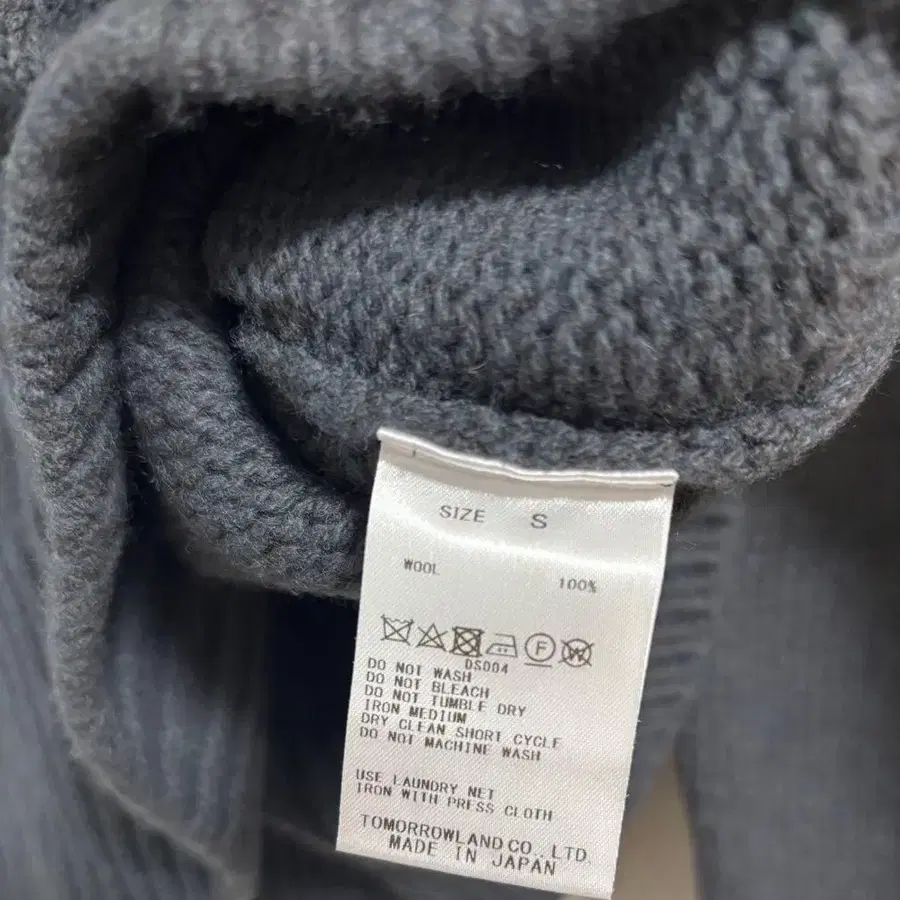 SIZE S
WOOL 100%
F W
DS004
DO NOT WASH
DO NOT BLEACH
DO NOT TUMBLE DRY
IRON MEDIUM
DRY CLEAN SHORT CYCLE
DO NOT MACHINE WASH
USE LAUNDRY NET
IRON WITH PRESS CLOTH
TOMORROWLAND CO., LTD.
MADE IN JAPAN